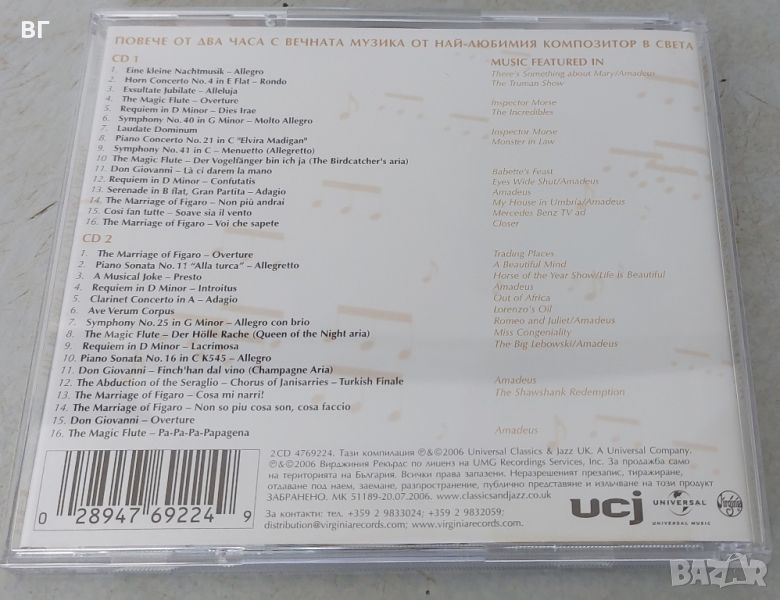 ВГ
ПОВЕЧЕ ОТ ДВА ЧАСА С ВЕЧНАТА МУЗИКА ОТ НАЙ-ЛЮБИМИЯ КОМПОЗИТОР В СВЕТА
CD 1 MUSIC FEATURED IN
1. Eine kleine Nachtmusik – Allegro There's Something about Mary/Amadeus
2. Horn Concerto No. 4 in E Flat – Rondo The Truman Show
3. Exsultate Jubilate – Alleluja
4. The Magic Flute – Overture Inspector Morse
5. Requiem in D Minor – Dies Irae The Incredibles
6. Symphony No. 40 in G Minor – Molto Allegro
7. Laudate Dominum Inspector Morse
8. Piano Concerto No. 21 in C "Elvira Madigan" Monster in Law
9. Symphony No. 41 in C – Menuetto (Allegretto)
10 The Magic Flute – Der Vogelfänger bin ich ja (The Birdcatcher's aria)
11. Don Giovanni – Là ci darem la mano Babette's Feast
12. Requiem in D Minor – Confutatis Eyes Wide Shut/Amadeus
13. Serenade in B flat, Gran Partita – Adagio Amadeus
14. The Marriage of Figaro – Non più andrai My House in Umbria/Amadeus
15. Così fan tutte – Soave sia il vento Mercedes Benz TV ad
16. The Marriage of Figaro – Voi che sapete Closer
CD 2
1. The Marriage of Figaro – Overture Trading Places
2. Piano Sonata No. 11 "Alla turca" – Allegretto A Beautiful Mind
3. A Musical Joke – Presto Horse of the Year Show/Life Is Beautiful
4. Requiem in D Minor – Introitus Amadeus
5. Clarinet Concerto in A – Adagio Out of Africa
6. Ave Verum Corpus Lorenzo's Oil
7. Symphony No. 25 in G Minor – Allegro con brio Romeo and Juliet/Amadeus
8. The Magic Flute – Der Hölle Rache (Queen of the Night aria) Miss Congeniality
9. Requiem in D Minor – Lacrimosa The Big Lebowski/Amadeus
10. Piano Sonata No. 16 in C K545 – Allegro
11. Don Giovanni – Finch'han dal vino (Champagne Aria)
12. The Abduction of the Seraglio – Chorus of Janisarries – Turkish Finale Amadeus
13. The Marriage of Figaro – Cosa mi narri! The Shawshank Redemption
14. The Marriage of Figaro – Non so piu cosa son, cosa faccio
15. Don Giovanni – Overture
16. The Magic Flute – Pa-Pa-Pa-Papagena Amadeus
2CD 4769224. Тази компилация ℗&©2006 Universal Classics & Jazz UK. A Universal Company.
℗&©2006 Вирджиния Рекърдс по лиценз на UMG Recordings Services, Inc. За продажба само
на територията на България. Всички права запазени. Неразрешеният презапис, тиражиране,
отдаване под наем, заемане, разпространение, публично представяне и излъчване на този продукт
ЗАБРАНЕНО. МК 51189-20.07.2006. www.classicsandjazz.co.uk
За контакти: тел. +359 2 9833024; факс: +359 2 9832059;
distribution@virginiarecords.com; www.virginiarecords.com
0 28947 69224 9
ucj
UNIVERSAL
UNIVERSAL MUSIC
Virginia
BAZAR.bg